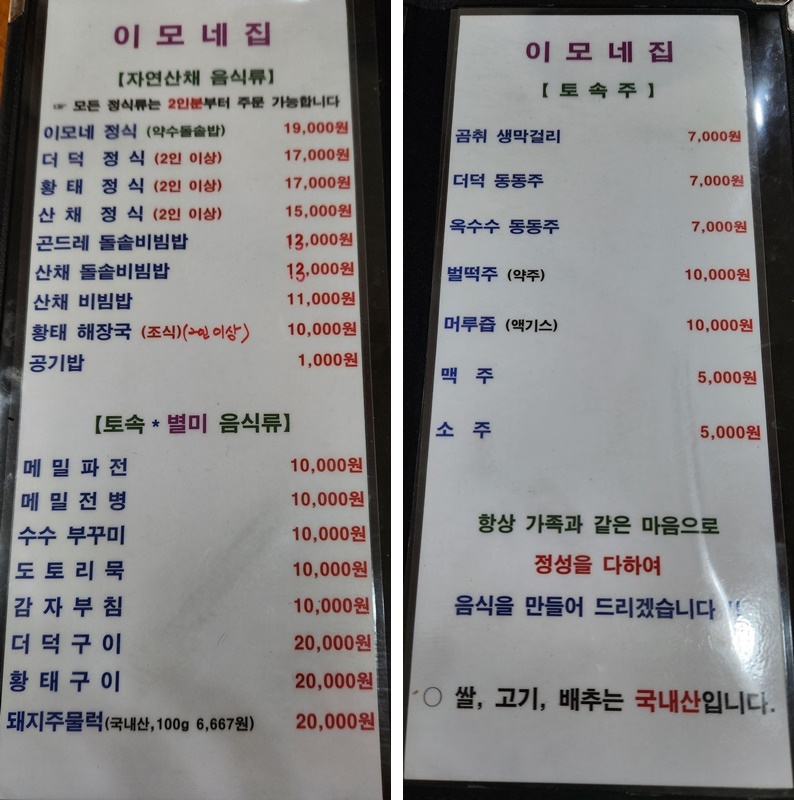 이모네집
【자연산채 음식류】
☞ 모든 정식류는 2인분부터 주문 가능합니다
이모네 정식 (약수돌솥밥) 19,000원
더덕 정식 (2인 이상) 17,000원
황태 정식 (2인 이상) 17,000원
산채 정식 (2인 이상) 15,000원
곤드레 돌솥비빔밥 13,000원
산채 돌솥비빔밥 13,000원
산채 비빔밥 11,000원
황태 해장국 (조식)(2인 이상) 10,000원
공기밥 1,000원
【토속*별미 음식류】
메밀파전 10,000원
메밀전병 10,000원
수수 부꾸미 10,000원
도토리묵 10,000원
감자부침 10,000원
더덕구이 20,000원
황태구이 20,000원
돼지주물럭(국내산,100g 6,667원) 20,000원
이모네집
【토속주】
곰취 생막걸리 7,000원
더덕 동동주 7,000원
옥수수 동동주 7,000원
벌떡주 (약주) 10,000원
머루즙 (액기스) 10,000원
맥주 5,000원
소주 5,000원
항상 가족과 같은 마음으로
정성을 다하여
음식을 만들어 드리겠습니다
○ 쌀, 고기, 배추는 국내산입니다.